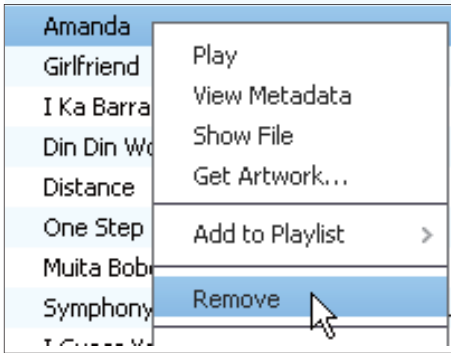 Amanda
Girlfriend
I Ka Barra
Din Din Wo
Distance
One Step
Muita Bobe
Symphony
Play
View Metadata
Show File
Get Artwork...
Add to Playlist >
Remove